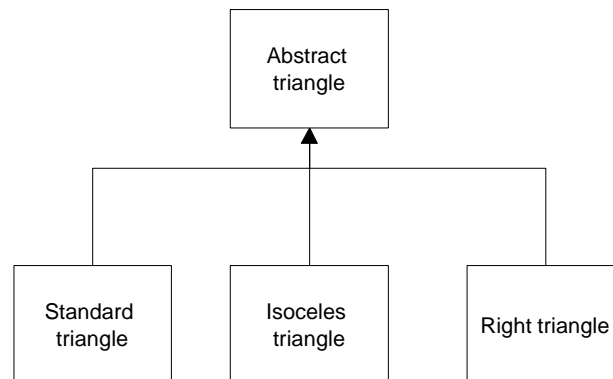 Abstract
triangle
Standard
triangle
Isoceles
triangle
Right triangle